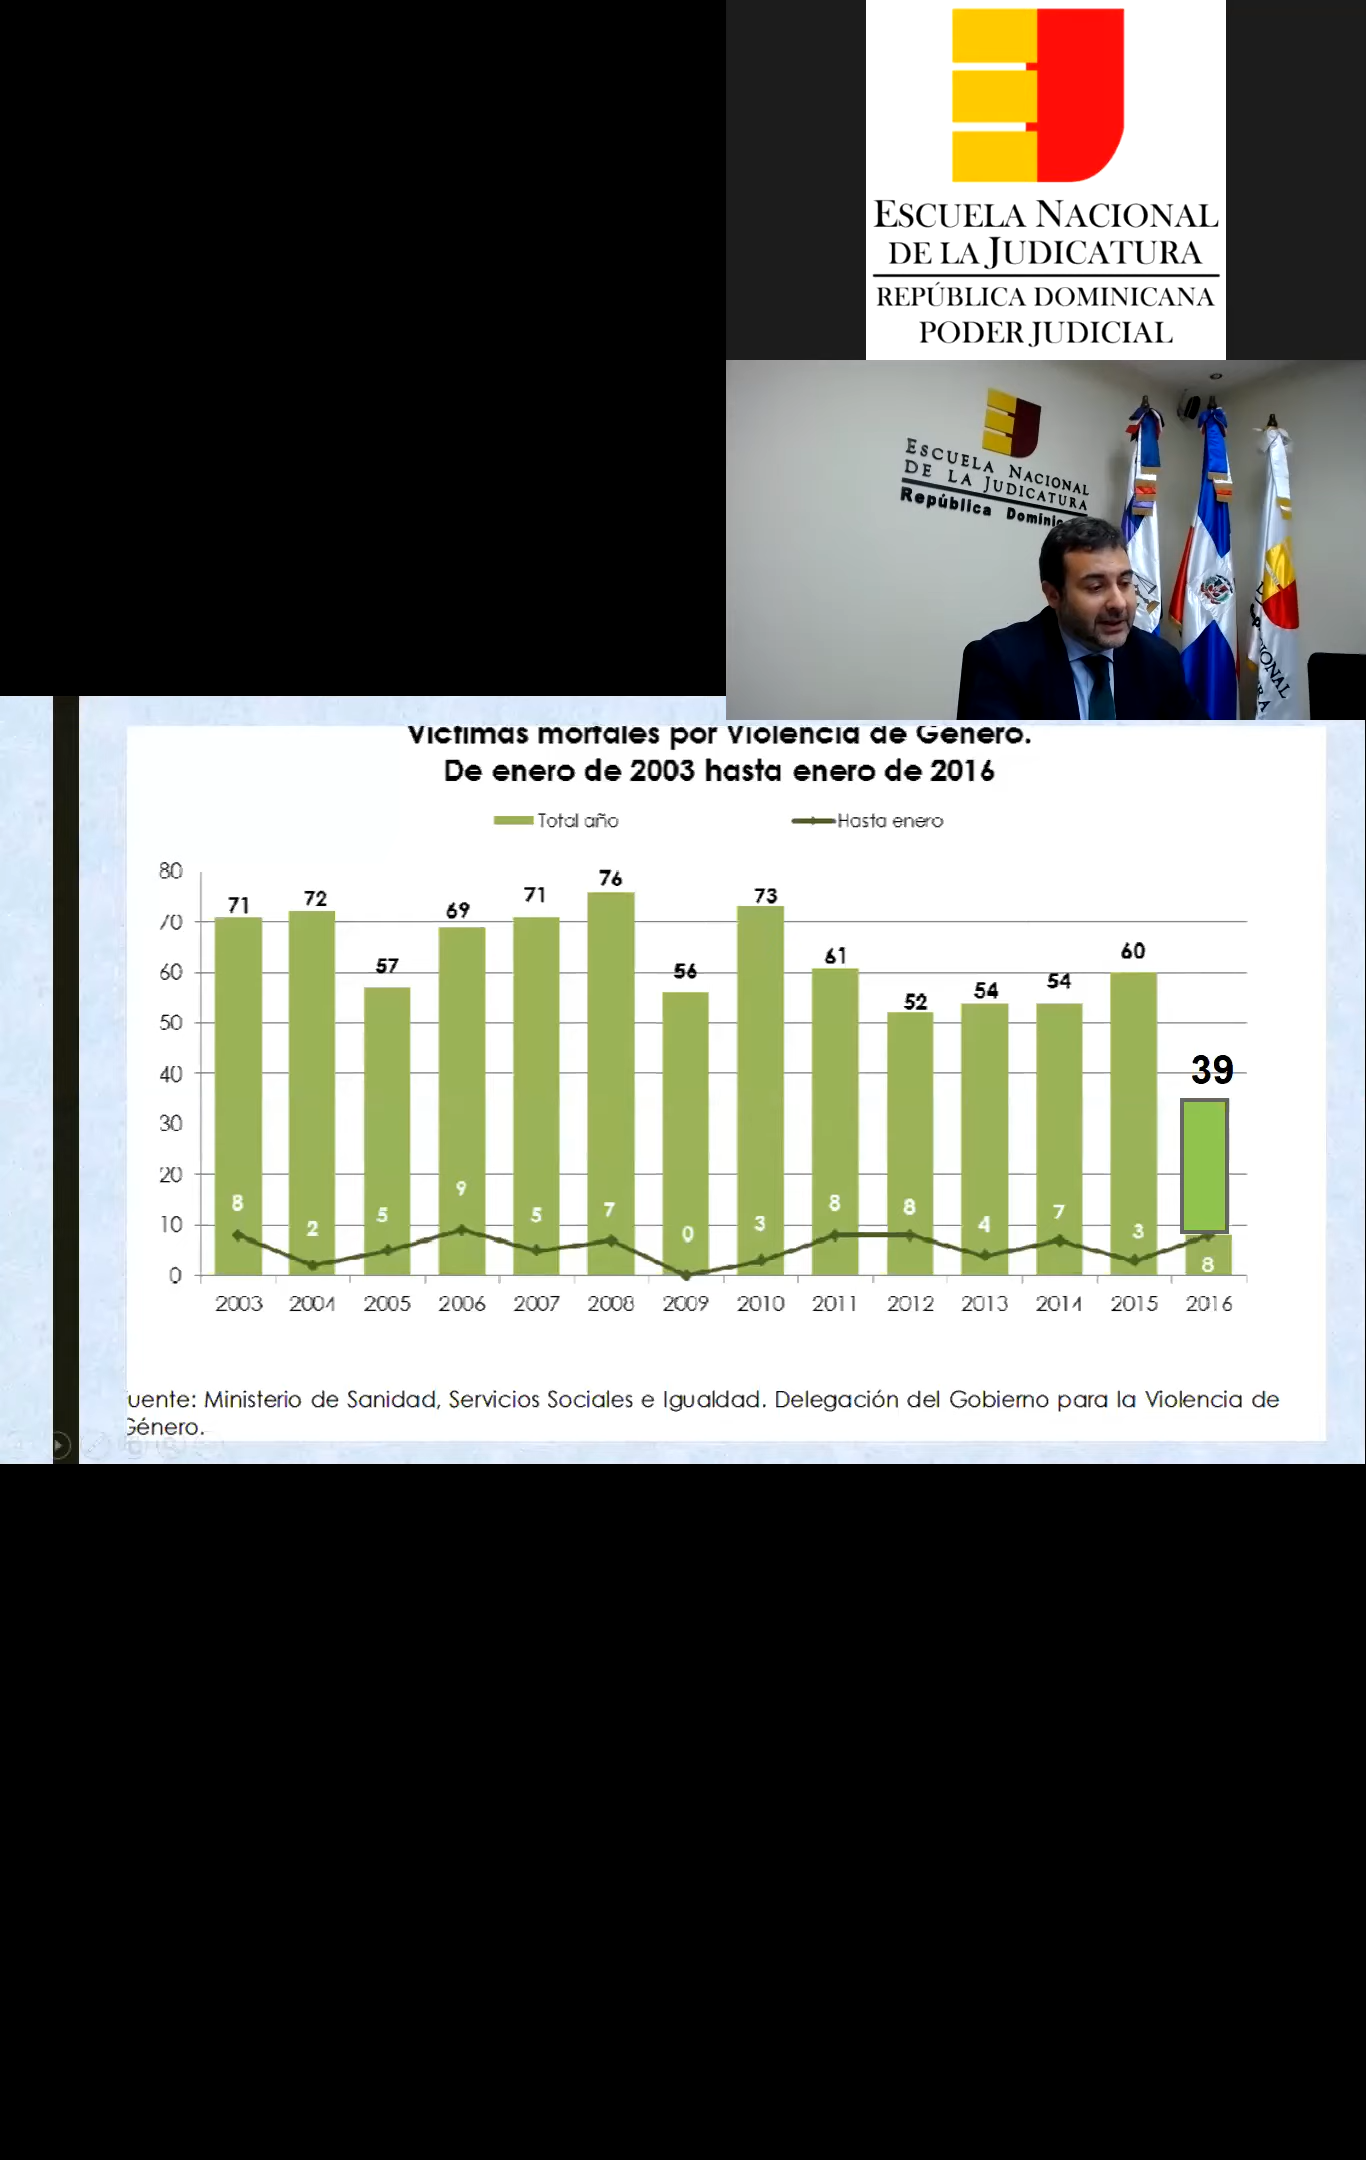 ESCUELA NACIONAL
DE LA JUDICATURA
REPÚBLICA DOMINICANA
PODER JUDICIAL
ESCUELA NACIONAL
DE LA JUDICATURA
República
Víctimas mortales por Violencia de Género.
De enero de 2003 hasta enero de 2016
Total año
Hasta enero
80
70
60
50
40
30
20
10
0
71
72
57
69
71
76
56
73
61
52
54
54
60
39
8
2
5
9
5
7
0
3
8
8
4
7
3
8
2003 2004 2005 2006 2007 2008 2009 2010 2011 2012 2013 2014 2015 2016
uente: Ministerio de Sanidad, Servicios Sociales e Igualdad. Delegación del Gobierno para la Violencia de
Género.